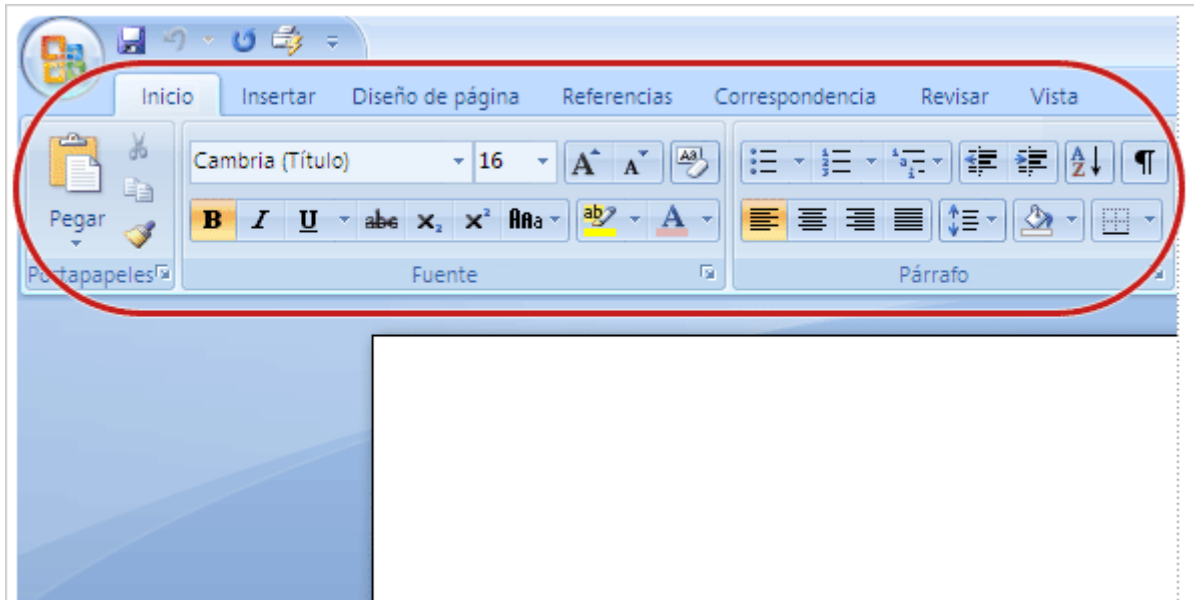 Inicio Insertar Diseño de página Referencias Correspondencia Revisar Vista
Cambria (Título) 16
Pegar
Portapapeles Fuente Párrafo